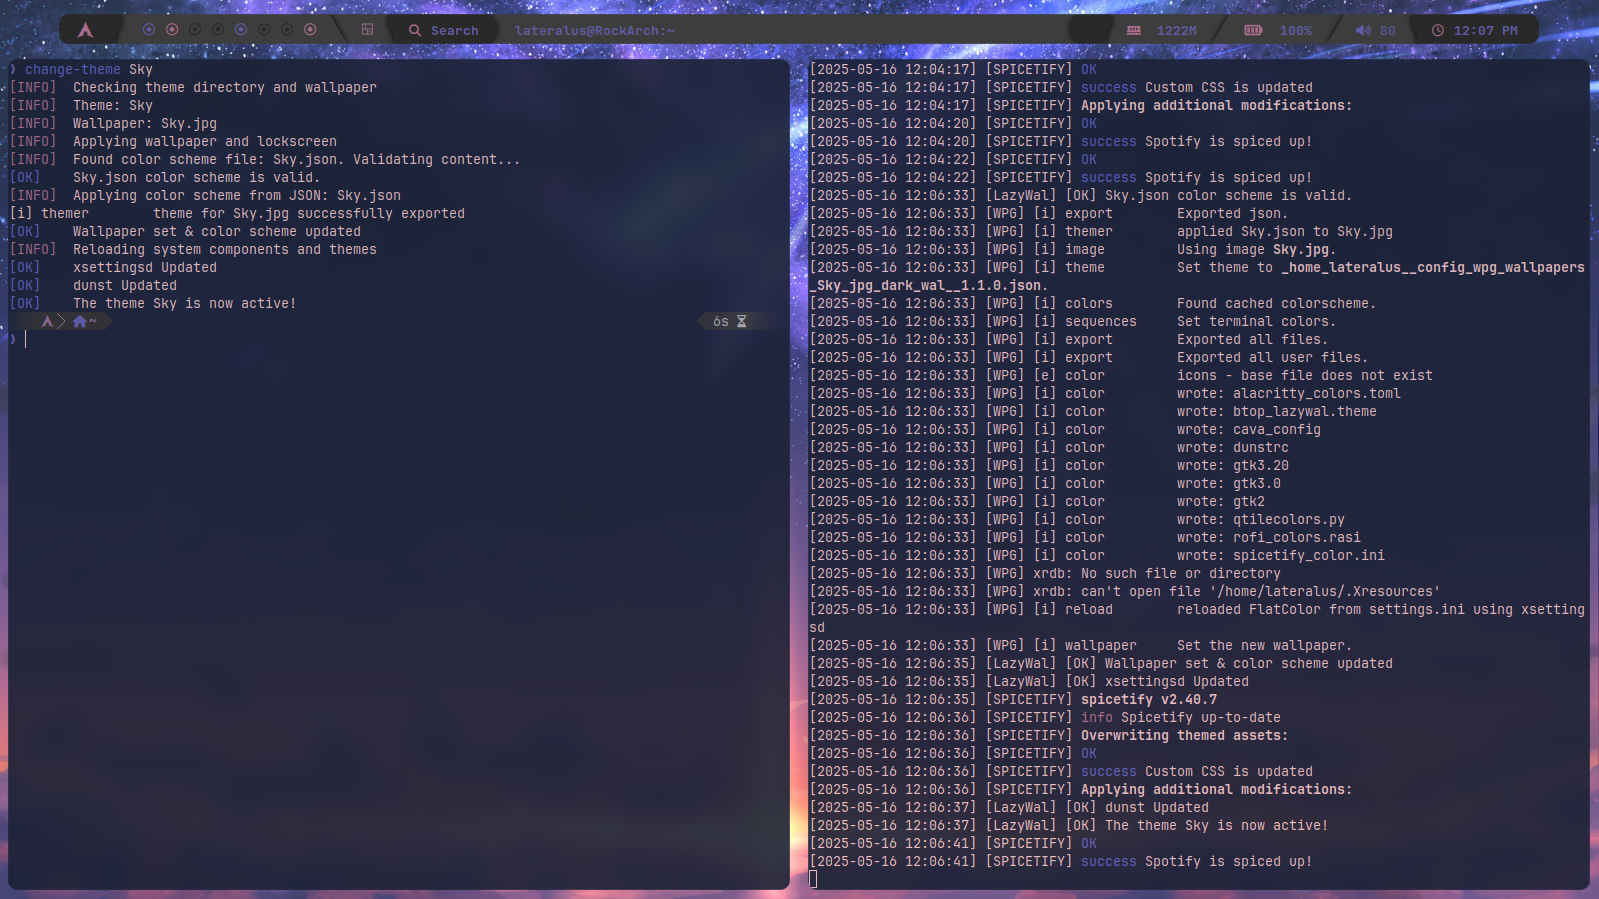 Search
lateralus@RockArch:~
1222M
100%
80
12:07 PM
❯ change-theme Sky
[INFO]  Checking theme directory and wallpaper
[INFO]  Theme: Sky
[INFO]  Wallpaper: Sky.jpg
[INFO]  Applying wallpaper and lockscreen
[INFO]  Found color scheme file: Sky.json. Validating content...
[OK]    Sky.json color scheme is valid.
[INFO]  Applying color scheme from JSON: Sky.json
[i] themer        theme for Sky.jpg successfully exported
[OK]    Wallpaper set & color scheme updated
[INFO]  Reloading system components and themes
[OK]    xsettingsd Updated
[OK]    dunst Updated
[OK]    The theme Sky is now active!
~
6s
❯
[2025-05-16 12:04:17] [SPICETIFY] OK
[2025-05-16 12:04:17] [SPICETIFY] success Custom CSS is updated
[2025-05-16 12:04:17] [SPICETIFY] Applying additional modifications:
[2025-05-16 12:04:20] [SPICETIFY] OK
[2025-05-16 12:04:20] [SPICETIFY] success Spotify is spiced up!
[2025-05-16 12:04:22] [SPICETIFY] OK
[2025-05-16 12:04:22] [SPICETIFY] success Spotify is spiced up!
[2025-05-16 12:06:33] [LazyWal] [OK] Sky.json color scheme is valid.
[2025-05-16 12:06:33] [WPG] [i] export        Exported json.
[2025-05-16 12:06:33] [WPG] [i] themer        applied Sky.json to Sky.jpg
[2025-05-16 12:06:33] [WPG] [i] image         Using image Sky.jpg.
[2025-05-16 12:06:33] [WPG] [i] theme         Set theme to _home_lateralus__config_wpg_wallpapers
_Sky_jpg_dark_wal__1.1.0.json.
[2025-05-16 12:06:33] [WPG] [i] colors        Found cached colorscheme.
[2025-05-16 12:06:33] [WPG] [i] sequences     Set terminal colors.
[2025-05-16 12:06:33] [WPG] [i] export        Exported all files.
[2025-05-16 12:06:33] [WPG] [i] export        Exported all user files.
[2025-05-16 12:06:33] [WPG] [e] color         icons - base file does not exist
[2025-05-16 12:06:33] [WPG] [i] color         wrote: alacritty_colors.toml
[2025-05-16 12:06:33] [WPG] [i] color         wrote: btop_lazywal.theme
[2025-05-16 12:06:33] [WPG] [i] color         wrote: cava_config
[2025-05-16 12:06:33] [WPG] [i] color         wrote: dunstrc
[2025-05-16 12:06:33] [WPG] [i] color         wrote: gtk3.20
[2025-05-16 12:06:33] [WPG] [i] color         wrote: gtk3.0
[2025-05-16 12:06:33] [WPG] [i] color         wrote: gtk2
[2025-05-16 12:06:33] [WPG] [i] color         wrote: qtilecolors.py
[2025-05-16 12:06:33] [WPG] [i] color         wrote: rofi_colors.rasi
[2025-05-16 12:06:33] [WPG] [i] color         wrote: spicetify_color.ini
[2025-05-16 12:06:33] [WPG] xrdb: No such file or directory
[2025-05-16 12:06:33] [WPG] xrdb: can't open file '/home/lateralus/.Xresources'
[2025-05-16 12:06:33] [WPG] [i] reload        reloaded FlatColor from settings.ini using xsetting
sd
[2025-05-16 12:06:33] [WPG] [i] wallpaper     Set the new wallpaper.
[2025-05-16 12:06:35] [LazyWal] [OK] Wallpaper set & color scheme updated
[2025-05-16 12:06:35] [LazyWal] [OK] xsettingsd Updated
[2025-05-16 12:06:35] [SPICETIFY] spicetify v2.40.7
[2025-05-16 12:06:36] [SPICETIFY] info Spicetify up-to-date
[2025-05-16 12:06:36] [SPICETIFY] Overwriting themed assets:
[2025-05-16 12:06:36] [SPICETIFY] OK
[2025-05-16 12:06:36] [SPICETIFY] success Custom CSS is updated
[2025-05-16 12:06:36] [SPICETIFY] Applying additional modifications:
[2025-05-16 12:06:37] [LazyWal] [OK] dunst Updated
[2025-05-16 12:06:37] [LazyWal] [OK] The theme Sky is now active!
[2025-05-16 12:06:41] [SPICETIFY] OK
[2025-05-16 12:06:41] [SPICETIFY] success Spotify is spiced up!